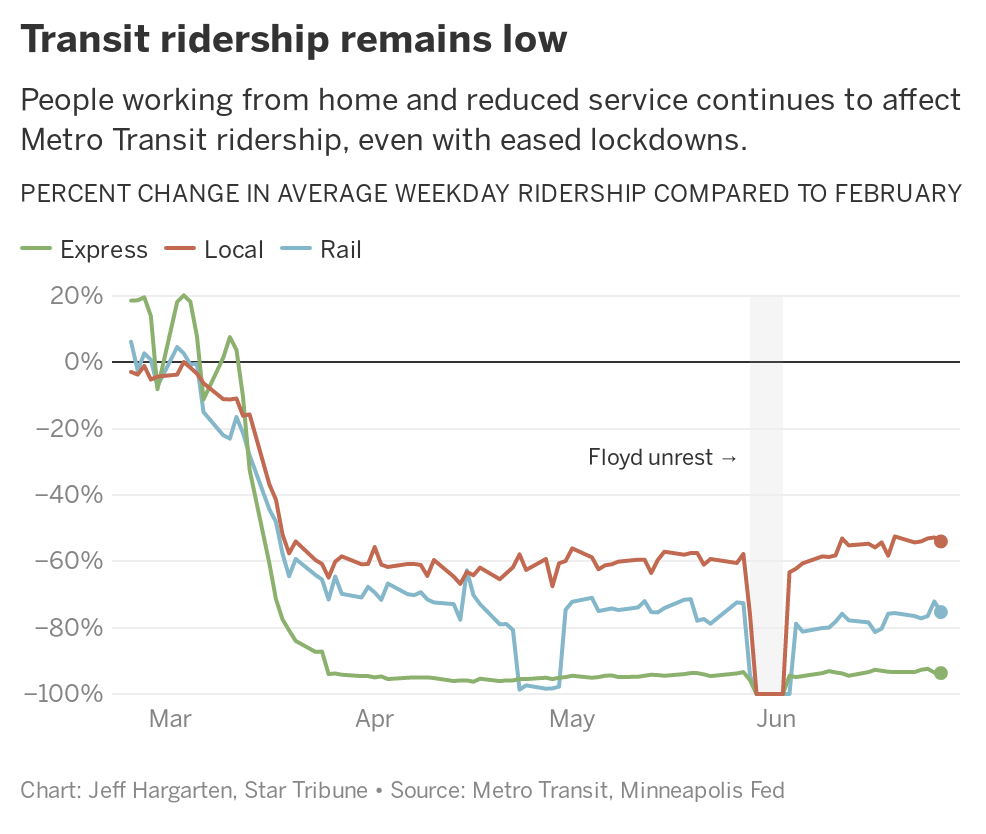 Transit ridership remains low
People working from home and reduced service continues to affect
Metro Transit ridership, even with eased lockdowns.
PERCENT CHANGE IN AVERAGE WEEKDAY RIDERSHIP COMPARED TO FEBRUARY
Express Local Rail
20%
0%
−20%
Floyd unrest →
−40%
−60%
−80%
−100%
Mar Apr May Jun
Chart: Jeff Hargarten, Star Tribune • Source: Metro Transit, Minneapolis Fed